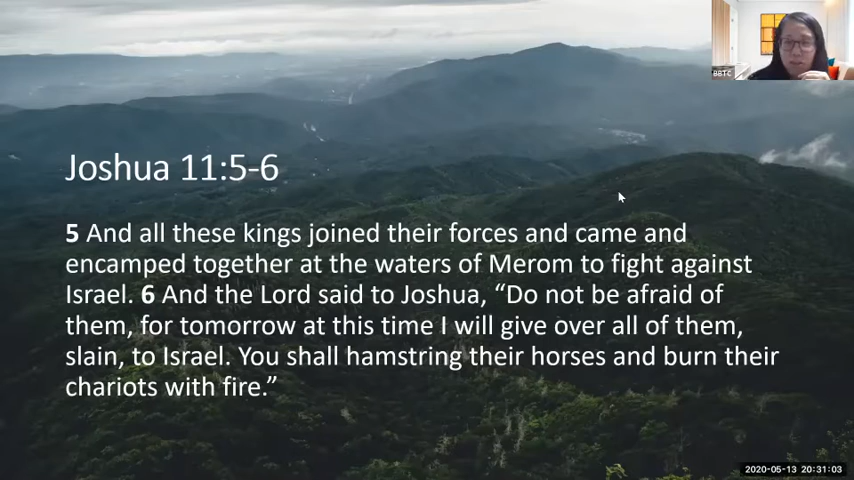 BBTC
Joshua 11:5-6
5 And all these kings joined their forces and came and
encamped together at the waters of Merom to fight against
Israel. 6 And the Lord said to Joshua, “Do not be afraid of
them, for tomorrow at this time I will give over all of them,
slain, to Israel. You shall hamstring their horses and burn their
chariots with fire.”
2020-05-13 20:31:03